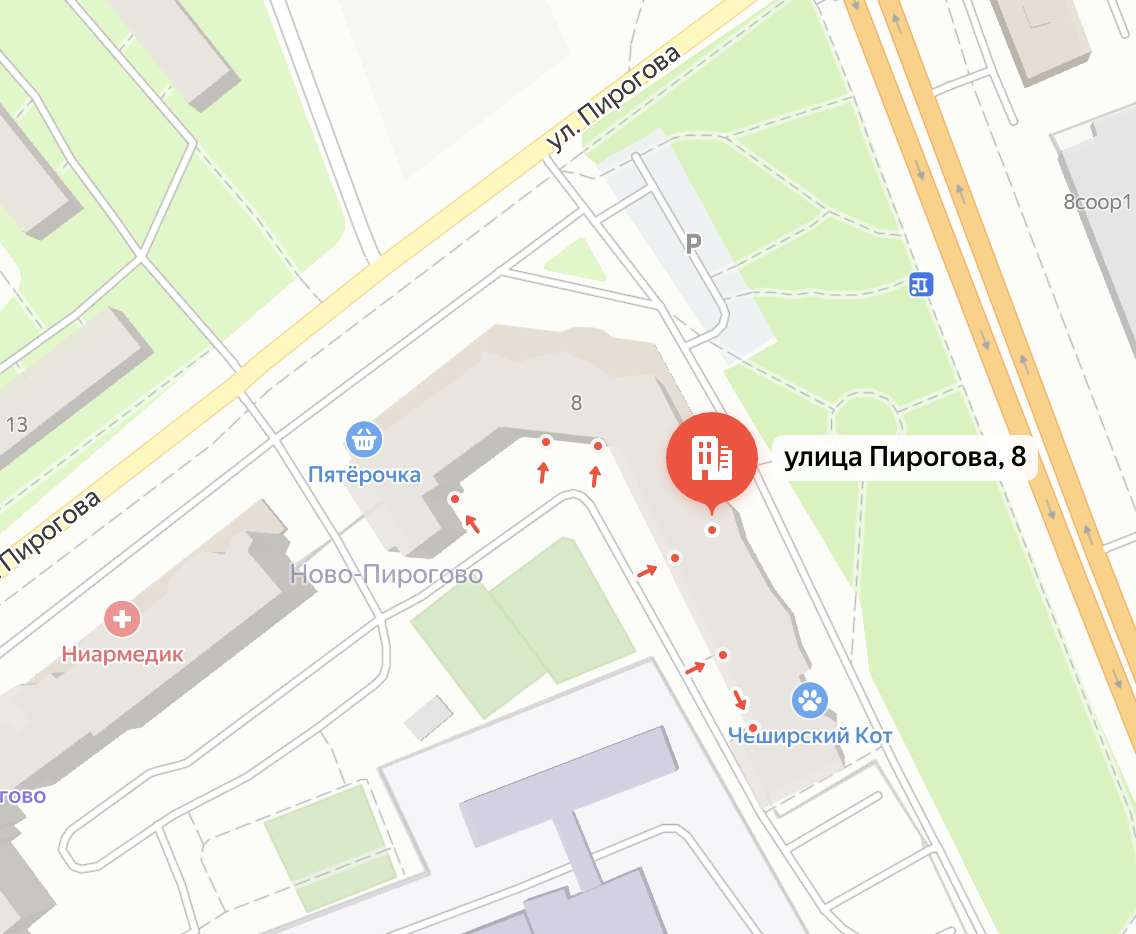 ул. Пирогова
8соор1
P
8
улица Пирогова, 8
13
Пятёрочка
Пирогова
Ново-Пирогово
Ниармедик
Чеширский Кот
гово